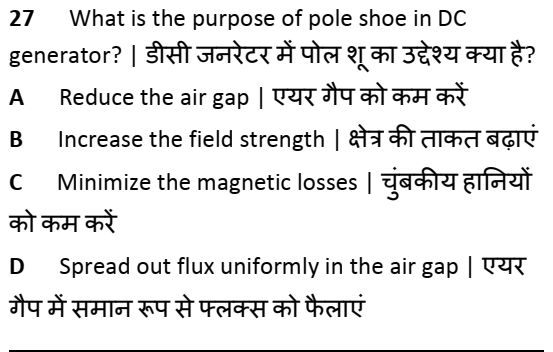 27 What is the purpose of pole shoe in DC
generator? | डीसी जनरेटर में पोल शू का उद्देश्य क्या है?
A Reduce the air gap | एयर गैप को कम करें
B Increase the field strength | क्षेत्र की ताकत बढ़ाएं
C Minimize the magnetic losses | चुंबकीय हानियों
को कम करें
D Spread out flux uniformly in the air gap | एयर
गैप में समान रूप से फ्लक्स को फैलाएं